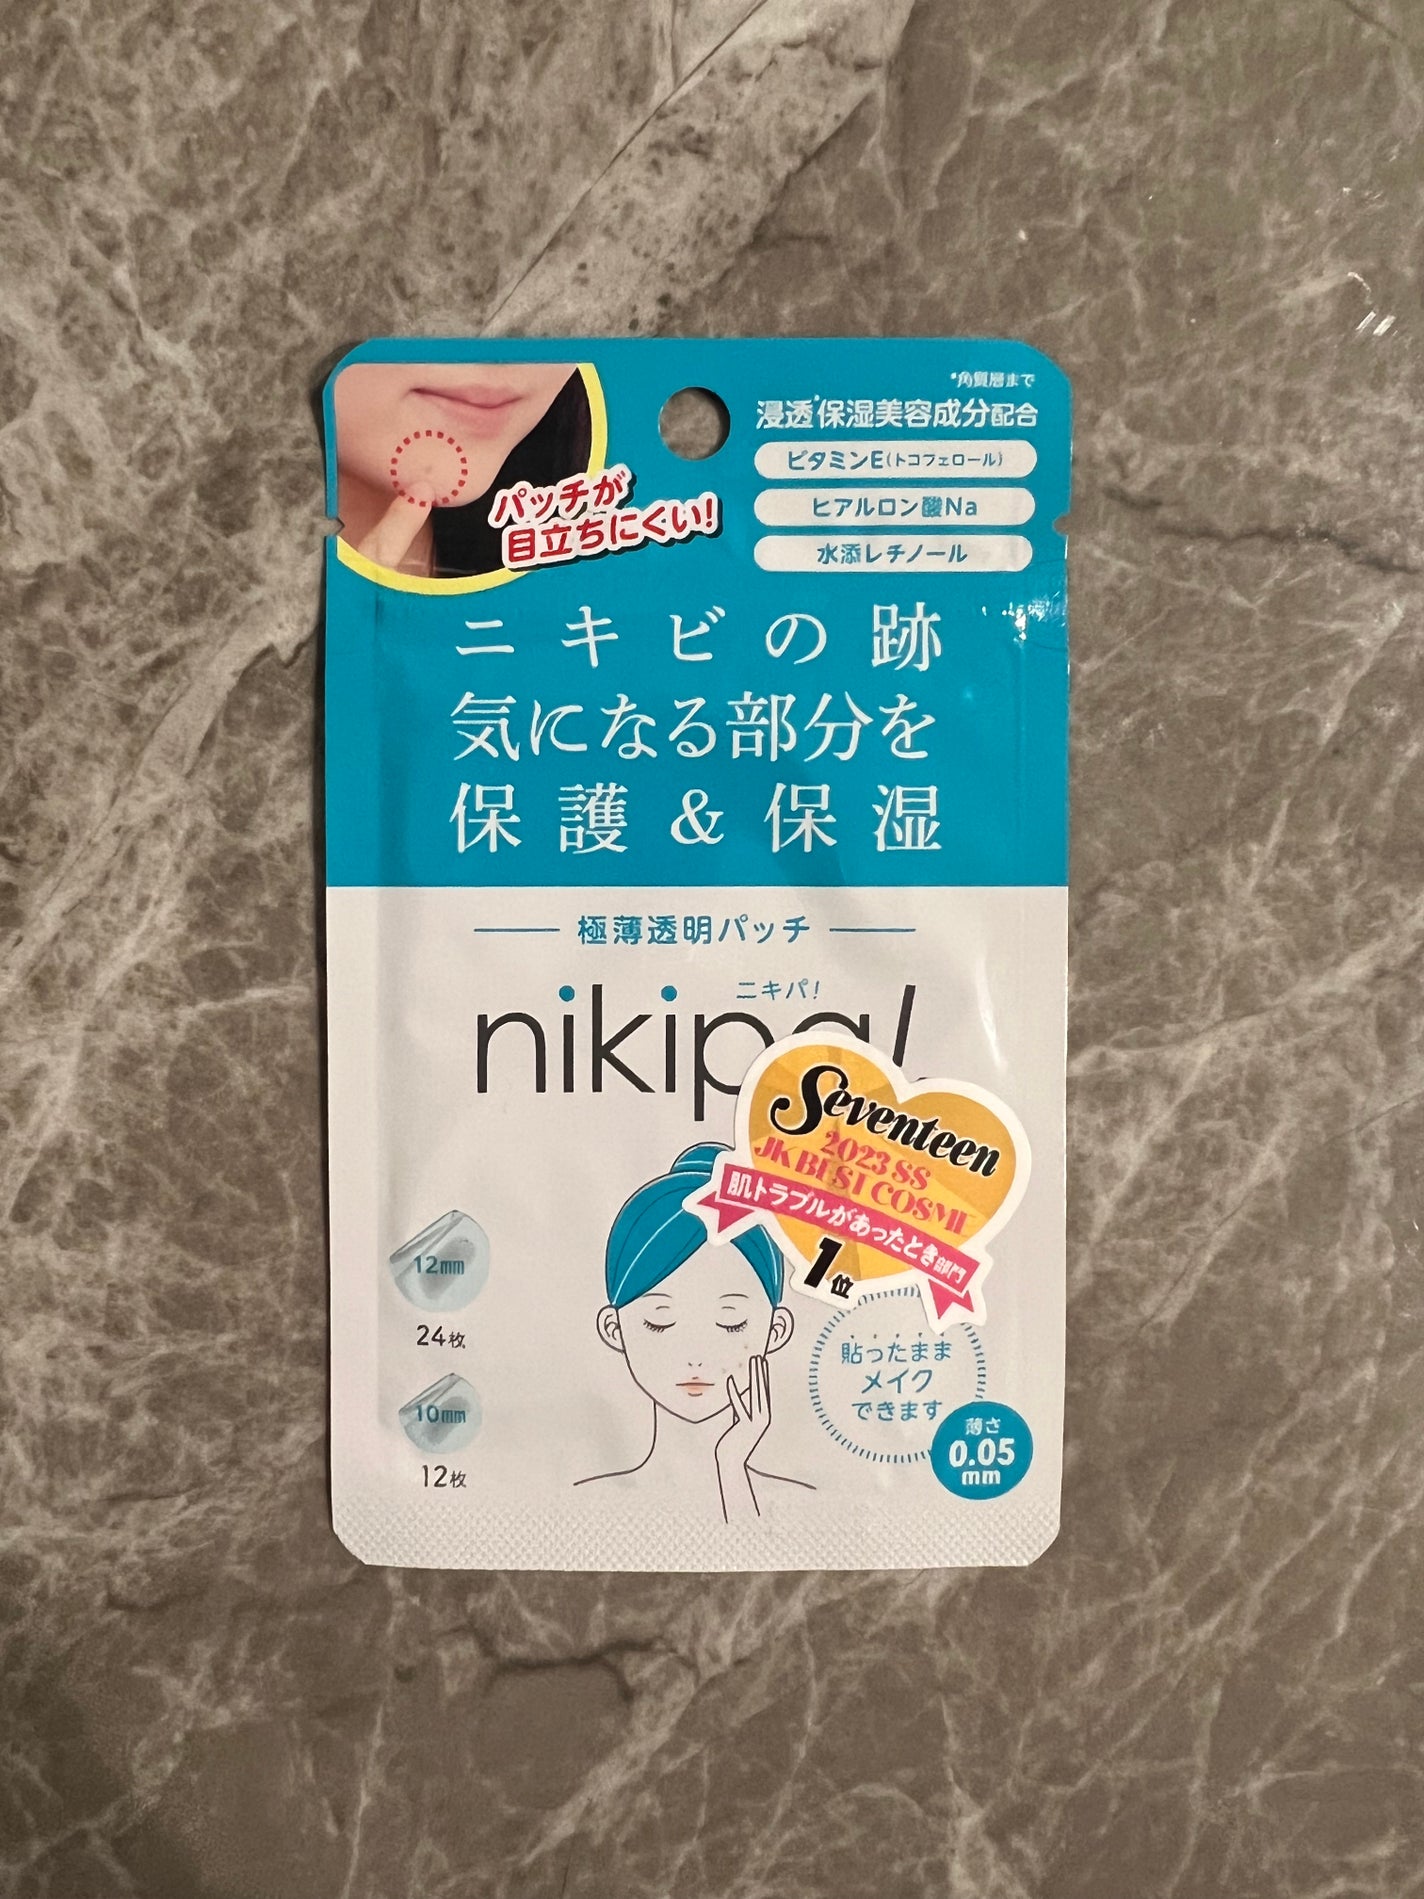 *角質層まで
浸透*保湿美容成分配合
ビタミンE(トコフェロール)
ヒアルロン酸Na
水添レチノール
パッチが
目立ちにくい!
ニキビの跡
気になる部分を
保護&保湿
極薄透明パッチ
ニキパ!
nikipa!
Seventeen
2023 SS
JK BEST COSME
肌トラブルがあったとき部門
1位
12mm
24枚
10mm
12枚
貼ったまま
メイク
できます
薄さ
0.05
mm